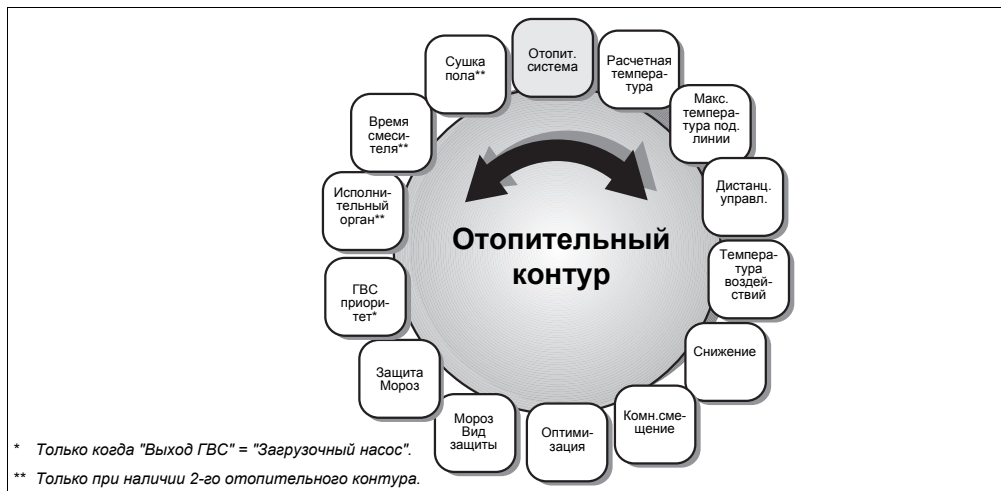 Отопит.
система
Расчетная
темпера-
тура
Макс.
темпера-
тура под.
линии
Дистанц.
управл.
Темпера-
тура
воздей-
ствий
Снижение
Комн.сме-
щение
Оптими-
зация
Мороз
Вид
защиты
Защита
Мороз
ГВС
приори-
тет*
Исполни-
тельный
орган**
Время
смеси-
теля**
Сушка
пола**
Отопительный
контур
* Только когда "Выход ГВС" = "Загрузочный насос".
** Только при наличии 2-го отопительного контура.